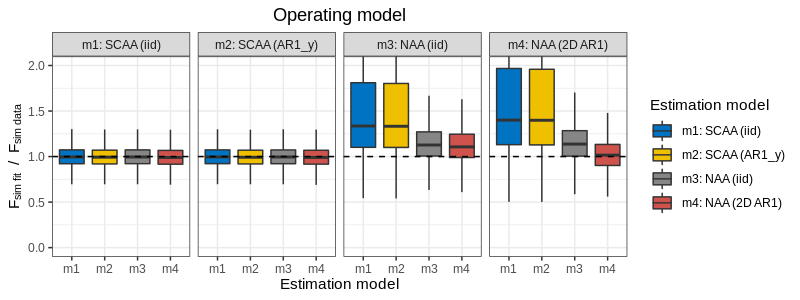 Operating model
m1: SCAA (iid)
m2: SCAA (AR1_y)
m3: NAA (iid)
m4: NAA (2D AR1)
F sim fit / F sim data
2.0
1.5
1.0
0.5
0.0
m1 m2 m3 m4
m1 m2 m3 m4
m1 m2 m3 m4
m1 m2 m3 m4
Estimation model
Estimation model
m1: SCAA (iid)
m2: SCAA (AR1_y)
m3: NAA (iid)
m4: NAA (2D AR1)